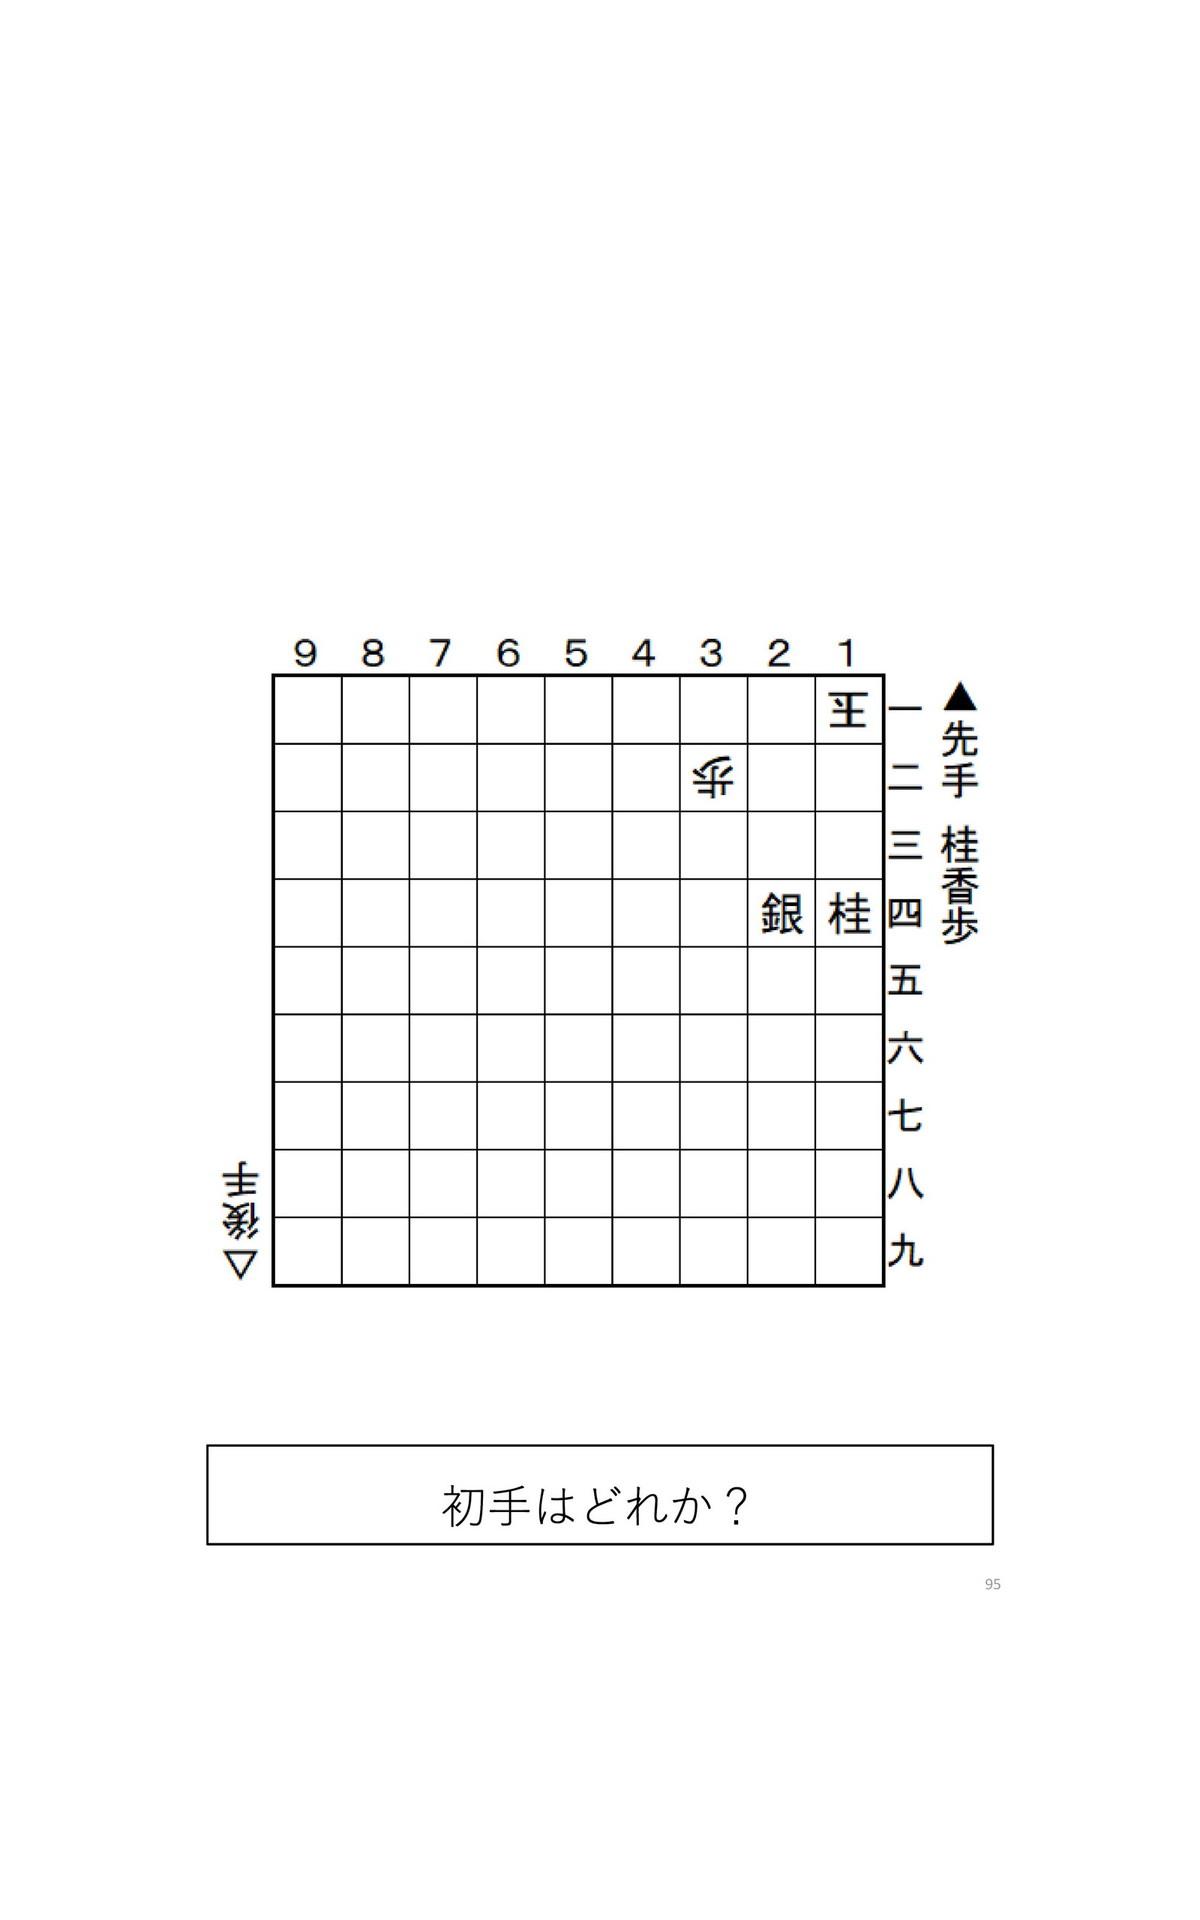 9 8 7 6 5 4 3 2 1
王 一
歩 二
三
銀 桂 四
五
六
七
八
九
▲先手 桂香歩
△後手
初手はどれか？
95